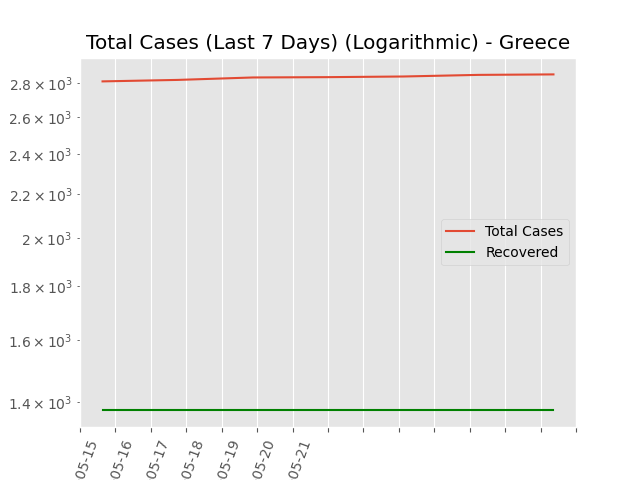 Total Cases (Last 7 Days) (Logarithmic) - Greece
2.8 × 10³
2.6 × 10³
2.4 × 10³
2.2 × 10³
2 × 10³
1.8 × 10³
1.6 × 10³
1.4 × 10³
Total Cases
Recovered
05-15
05-16
05-17
05-18
05-19
05-20
05-21